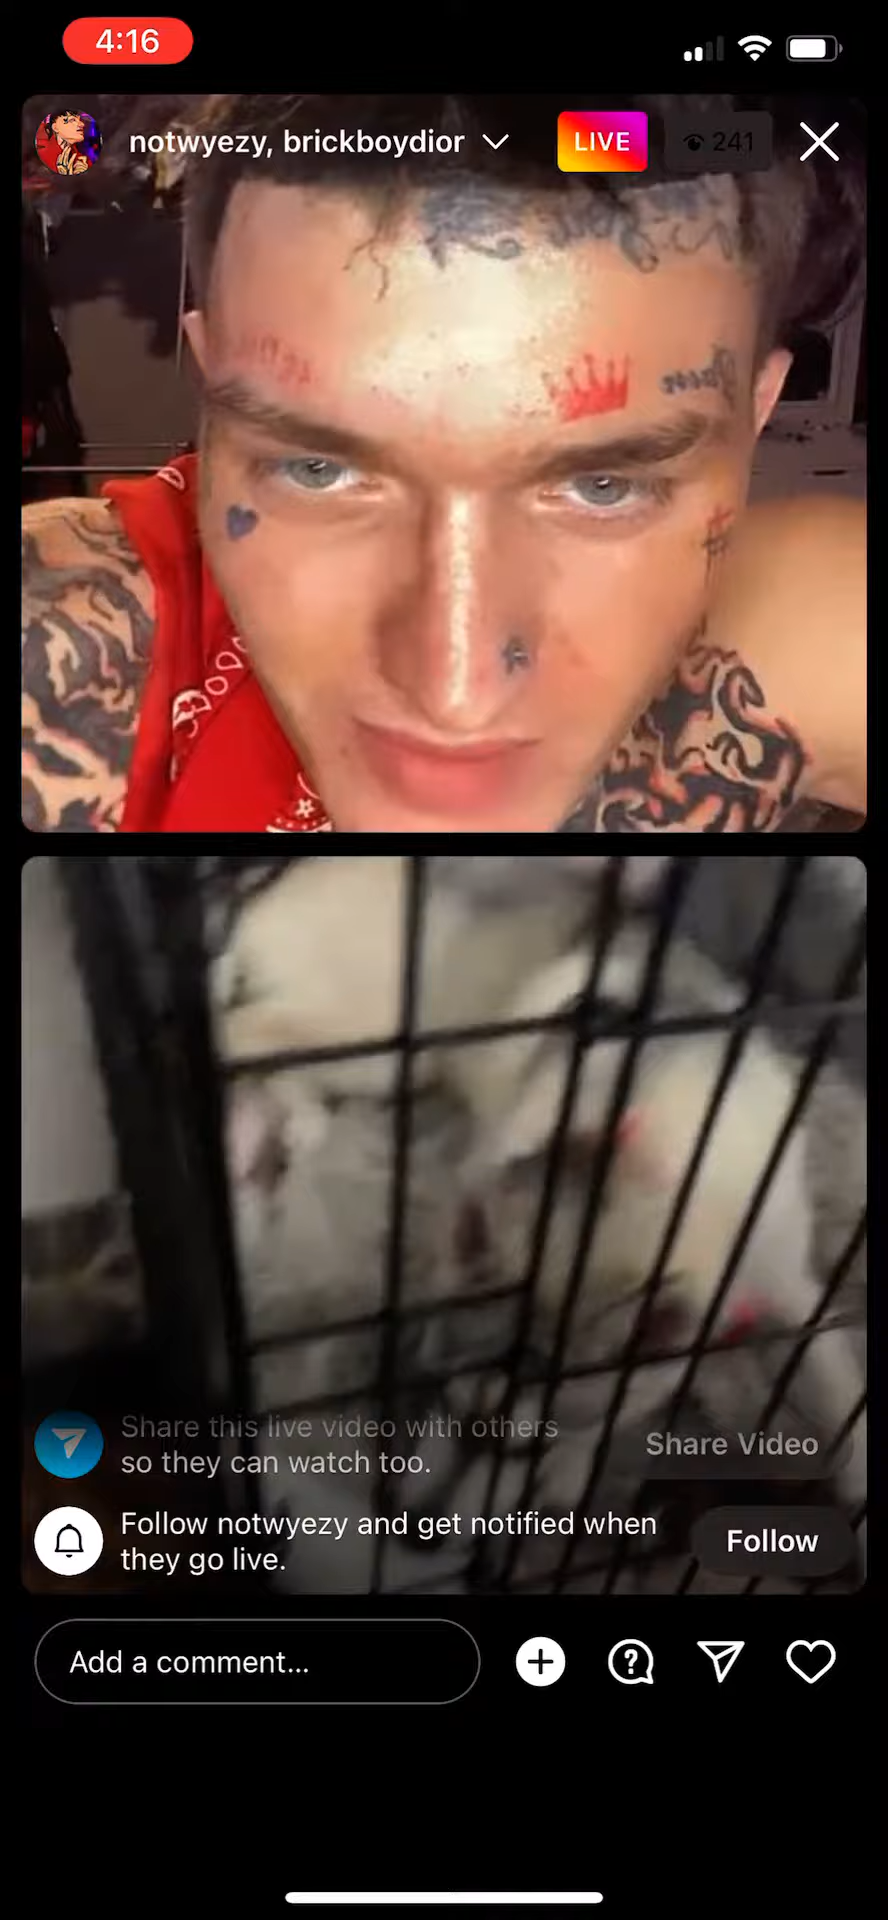 4:16
notwyezy, brickboydior
LIVE
241
Share this live video with others
so they can watch too.
Share Video
Follow notwyezy and get notified when
they go live.
Follow
Add a comment...